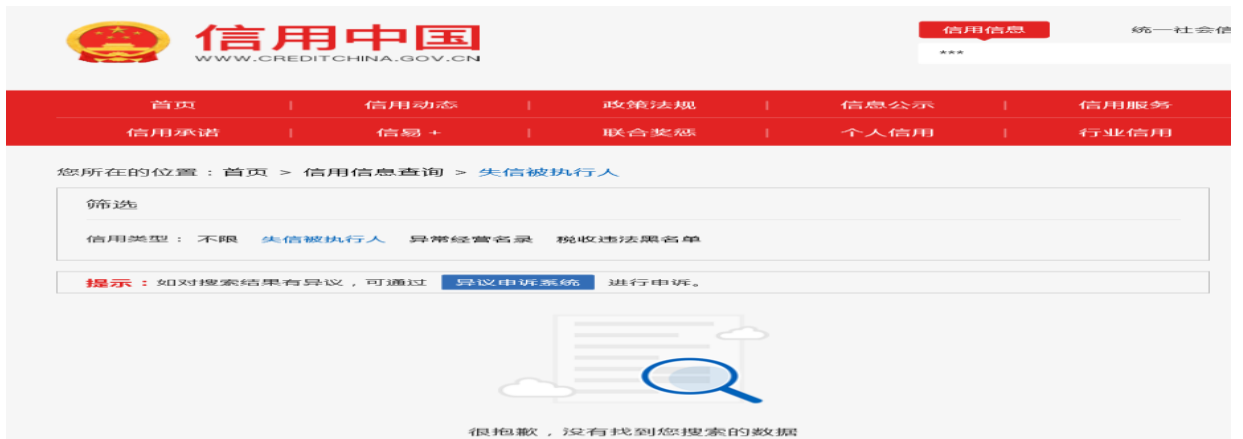 信用中国
WWW.CREDITCHINA.GOV.CN
信用信息 统一社会信
***
首页 | 信用动态 | 政策法规 | 信息公示 | 信用服务
信用承诺 | 信易+ | 联合奖惩 | 个人信用 | 行业信用
您所在的位置：首页 > 信用信息查询 > 失信被执行人
筛选
信用类型： 不限 失信被执行人 异常经营名录 税收违法黑名单
提示：如对搜索结果有异议，可通过 异议申诉系统 进行申诉。
很抱歉，没有找到您搜索的数据